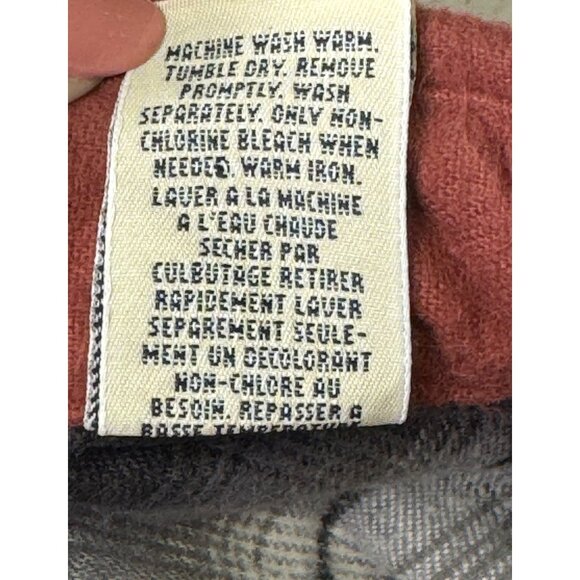 MACHINE WASH WARM.
TUMBLE DRY. REMOVE
PROMPTLY. WASH
SEPARATELY. ONLY NON-
CHLORINE BLEACH WHEN
NEEDED. WARM IRON.
LAVER A LA MACHINE
A L'EAU CHAUDE
SECHER PAR
CULBUTAGE RETIRER
RAPIDEMENT LAVER
SEPAREMENT SEULE-
MENT UN DECOLORANT
NON-CHLORE AU
BESOIN. REPASSER A
BASSE TEMPERATURE.